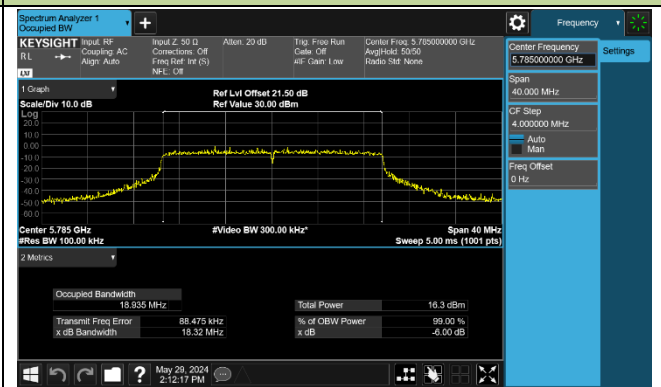 Spectrum Analyzer 1
Occupied BW
+
Frequency
KEYSIGHT
RL
LXI
Input: RF
Coupling: AC
Align: Auto
Input Z: 50 Ω
Corrections: Off
Freq Ref: Int (S)
NFE: Off
Atten: 20 dB
Trig: Free Run
Gate: Off
#IF Gain: Low
Center Freq: 5.785000000 GHz
Avg|Hold: 50/50
Radio Std: None
Center Frequency
5.785000000 GHz
Settings
Span
40.000 MHz
CF Step
4.000000 MHz
Auto
Man
Freq Offset
0 Hz
1 Graph
Scale/Div 10.0 dB
Ref Lvl Offset 21.50 dB
Ref Value 30.00 dBm
Log
20.0
10.0
0.00
-10.0
-20.0
-30.0
-40.0
-50.0
-60.0
Center 5.785 GHz
#Res BW 100.00 kHz
#Video BW 300.00 kHz*
Span 40 MHz
Sweep 5.00 ms (1001 pts)
2 Metrics
Occupied Bandwidth
18.935 MHz
Total Power 16.3 dBm
Transmit Freq Error 88.475 kHz
% of OBW Power 99.00 %
x dB Bandwidth 18.32 MHz
x dB -6.00 dB
?
May 29, 2024
2:12:17 PM